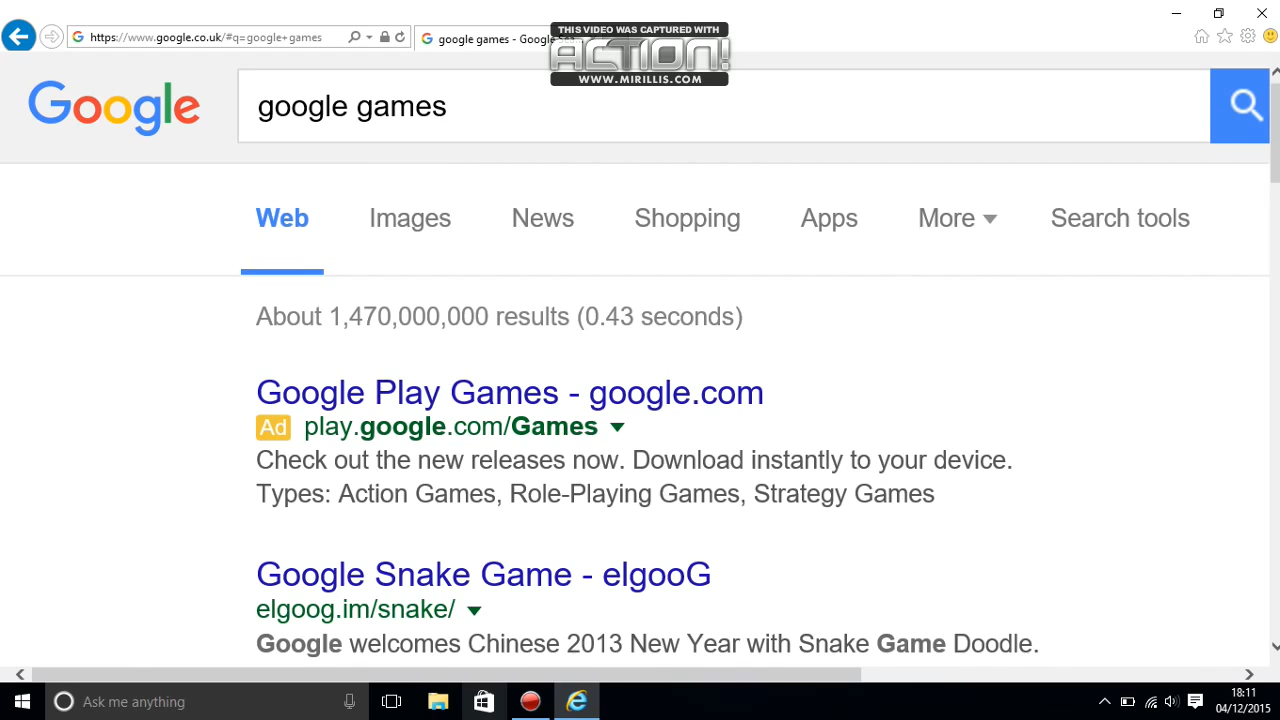 THIS VIDEO WAS CAPTURED WITH
ACTION!
WWW.MIRILLIS.COM
https://www.google.co.uk/#q=google+games
google games - Google
Google
google games
Web Images News Shopping Apps More Search tools
About 1,470,000,000 results (0.43 seconds)
Google Play Games - google.com
Ad play.google.com/Games
Check out the new releases now. Download instantly to your device.
Types: Action Games, Role-Playing Games, Strategy Games
Google Snake Game - elgooG
elgoog.im/snake/
Google welcomes Chinese 2013 New Year with Snake Game Doodle.
Ask me anything
18:11
04/12/2015